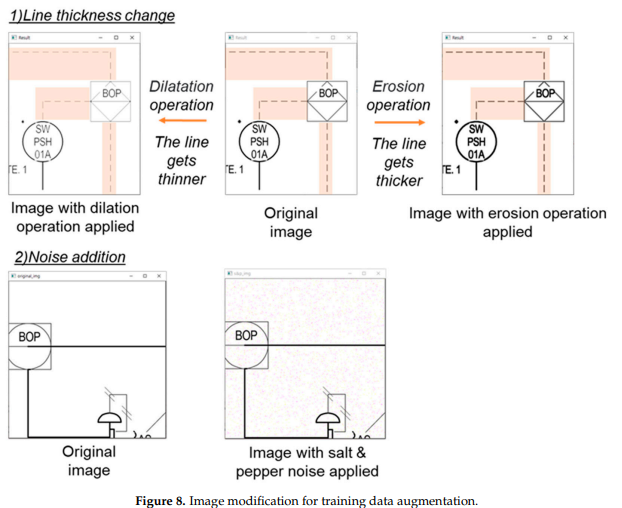 1)Line thickness change
Result
Result
Result
BOP
SW
PSH
01A
TE. 1
Dilatation
operation
The line
gets
thinner
BOP
SW
PSH
01A
TE. 1
Erosion
operation
The line
gets
thicker
BOP
SW
PSH
01A
TE. 1
Image with dilation
operation applied
Original
image
Image with erosion operation
applied
2)Noise addition
original_img
BOP
BOP
Original
image
Image with salt &
pepper noise applied
Figure 8. Image modification for training data augmentation.